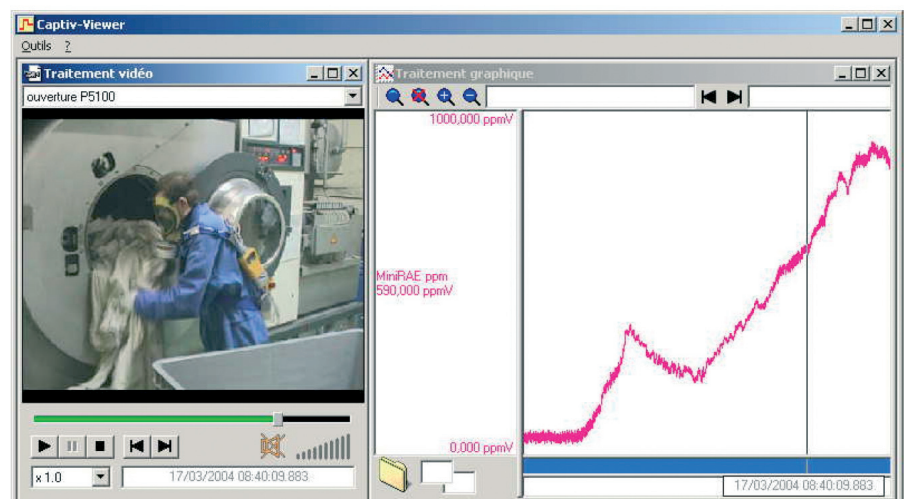 Captiv-Viewer
Outils ?
Traitement vidéo
ouverture P5100
x 1.0
17/03/2004 08:40:09.883
Traitement graphique
1000,000 ppmV
MiniRAE ppm
590,000 ppmV
0,000 ppmV
17/03/2004 08:40:09.883